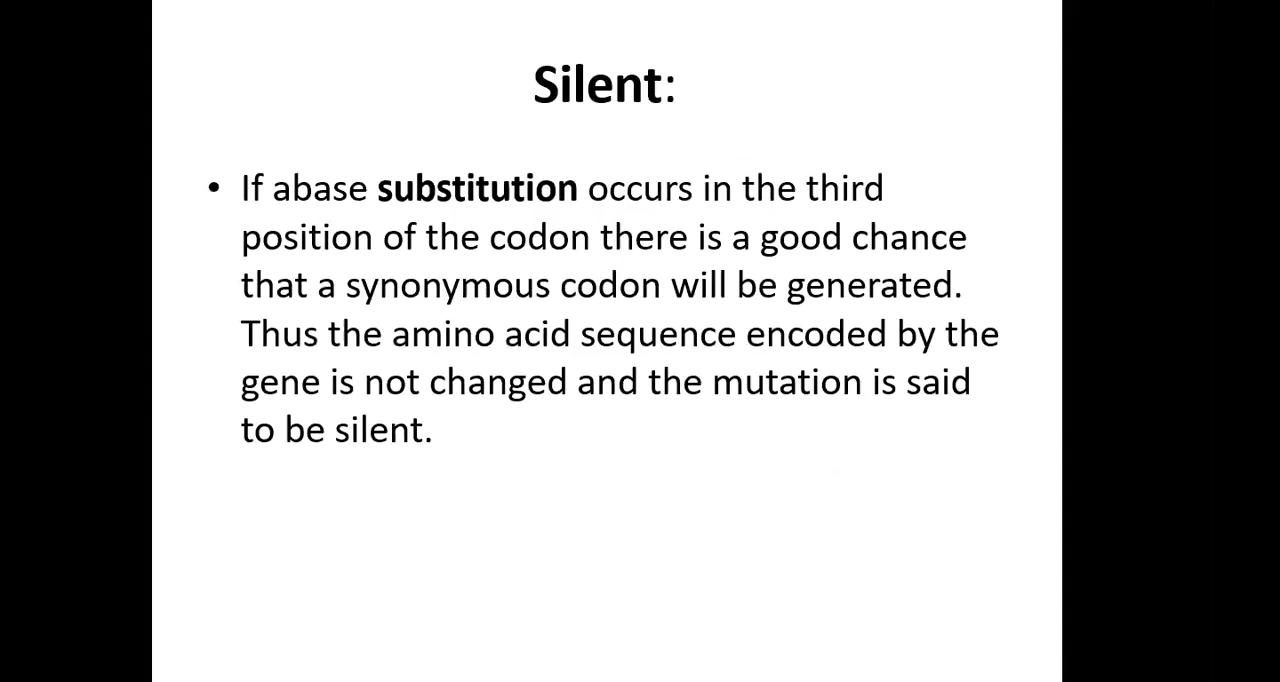 Silent:
• If abase substitution occurs in the third
position of the codon there is a good chance
that a synonymous codon will be generated.
Thus the amino acid sequence encoded by the
gene is not changed and the mutation is said
to be silent.